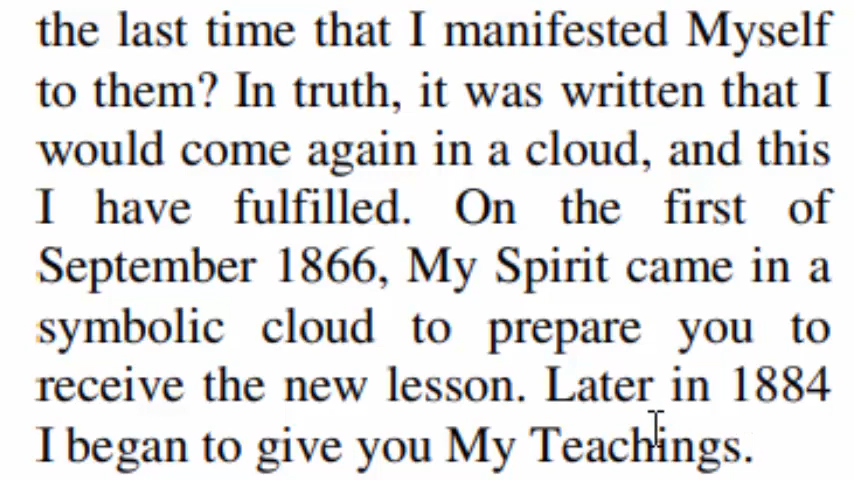 the last time that I manifested Myself
to them? In truth, it was written that I
would come again in a cloud, and this
I have fulfilled. On the first of
September 1866, My Spirit came in a
symbolic cloud to prepare you to
receive the new lesson. Later in 1884
I began to give you My Teachings.